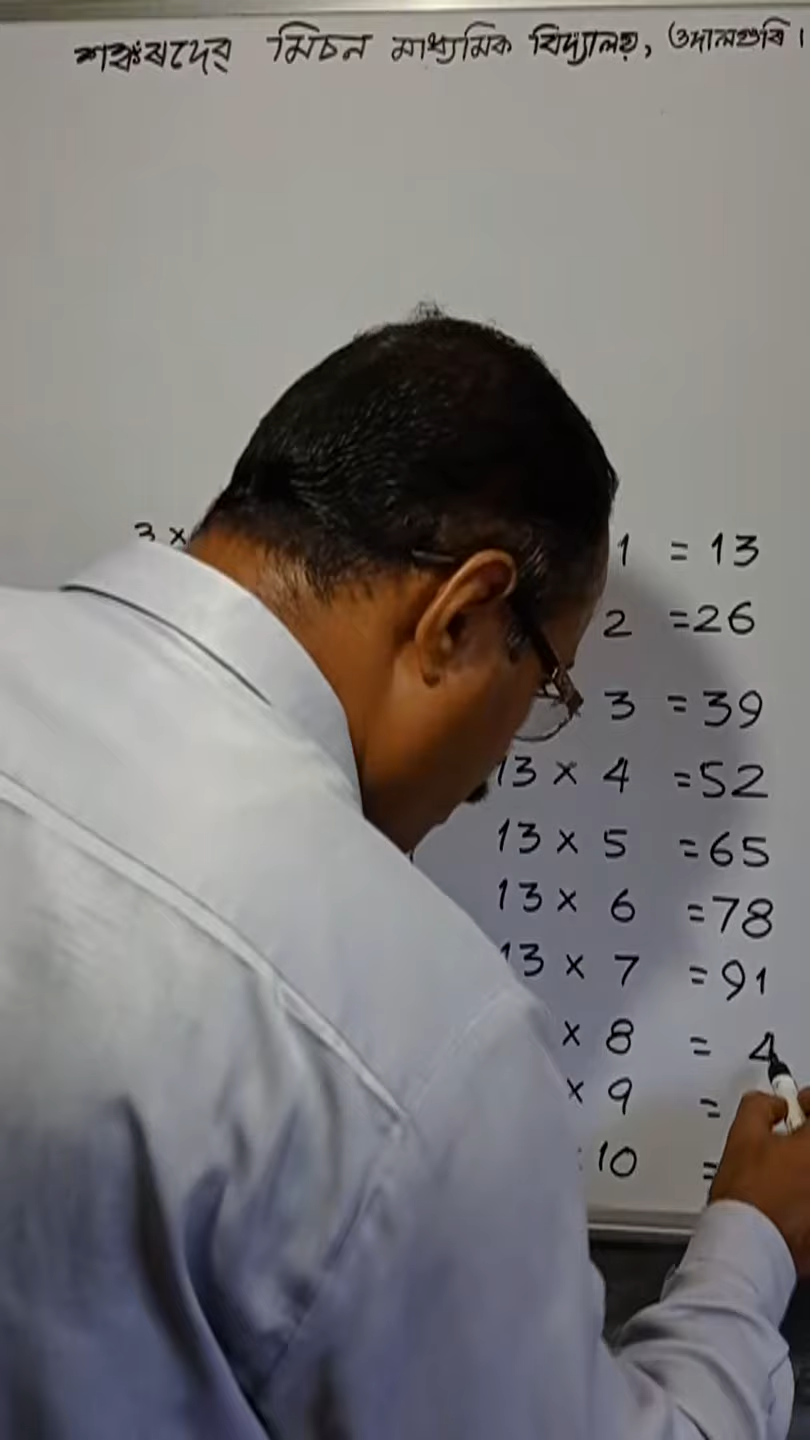 শঙ্কৰদেৱ মিচন মাধ্যমিক বিদ্যালয়, ওদালগুৰি।
3 × 1 = 13
2 =26
3 =39
13 × 4 =52
13 × 5 =65
13 × 6 =78
13 × 7 =91
× 8 = 4
× 9 =
10 =